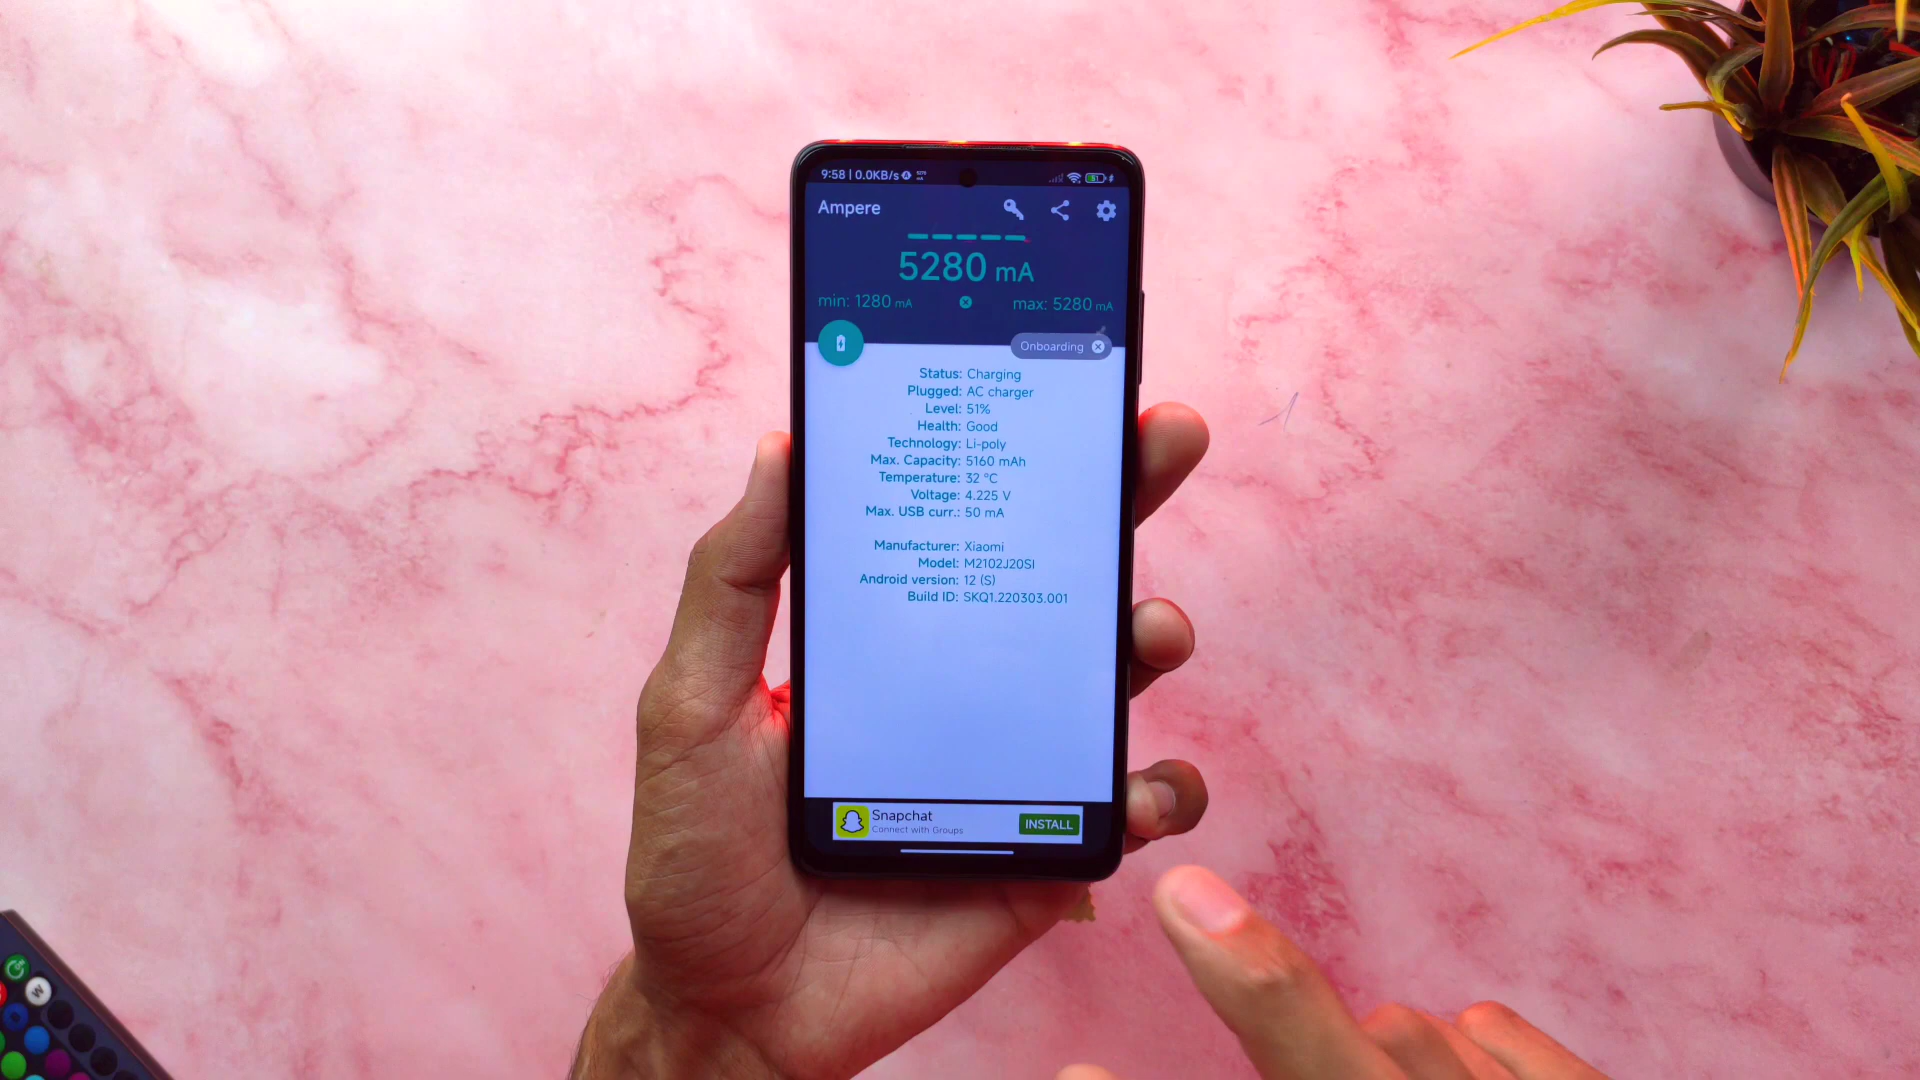 9:58 | 0.0KB/s
Ampere
5280 mA
min: 1280 mA
max: 5280 mA
Onboarding
Status: Charging
Plugged: AC charger
Level: 51%
Health: Good
Technology: Li-poly
Max. Capacity: 5160 mAh
Temperature: 32 °C
Voltage: 4.225 V
Max. USB curr.: 50 mA
Manufacturer: Xiaomi
Model: M2102J20SI
Android version: 12 (S)
Build ID: SKQ1.220303.001
Snapchat
Connect with Groups
INSTALL
W